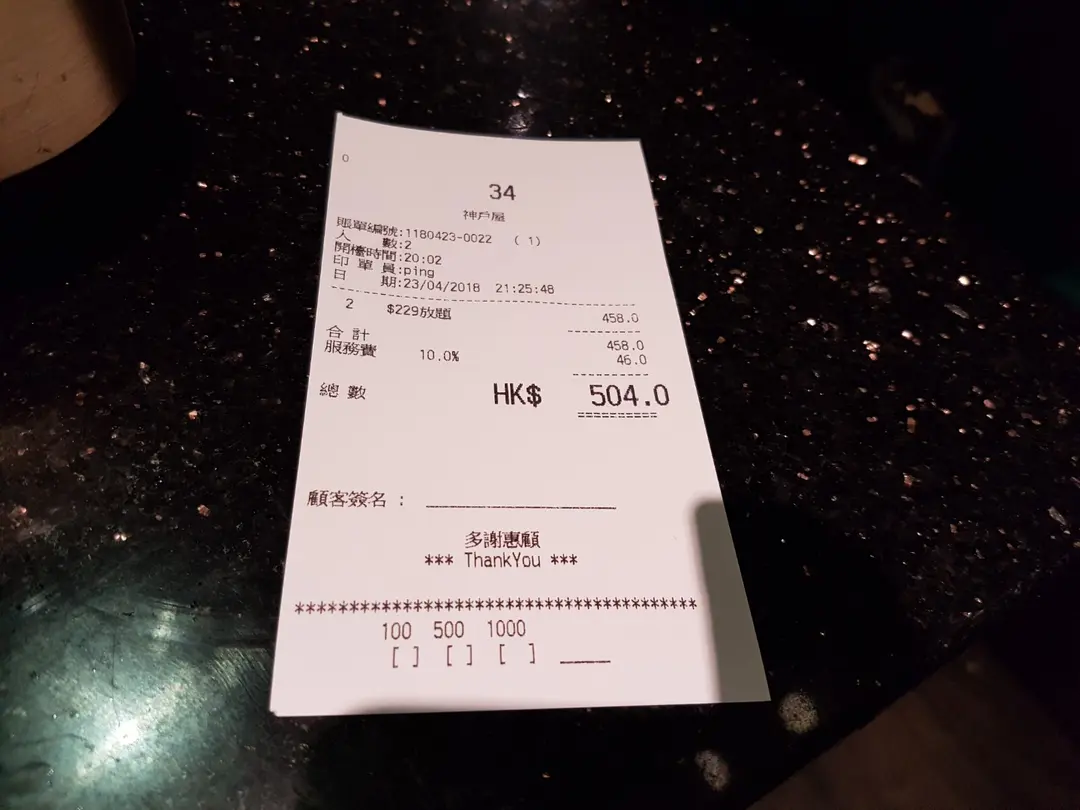 0
34
神戶屋
賬單編號:1180423-0022 ( 1)
人 數:2
開檯時間:20:02
印 單 員:ping
日 期:23/04/2018 21:25:48
2 $229放題 458.0
合 計 458.0
服務費 10.0% 46.0
總 數 HK$ 504.0
顧客簽名 : ________________
多謝惠顧
*** ThankYou ***
*************************************
100 500 1000
[ ] [ ] [ ] ____